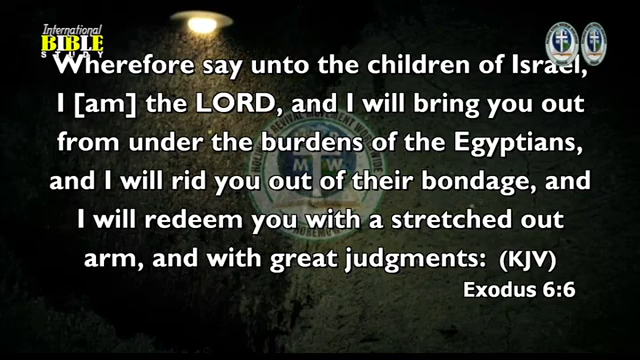 International
BIBLE
STUDY
Wherefore say unto the children of Israel,
I [am] the LORD, and I will bring you out
from under the burdens of the Egyptians,
and I will rid you out of their bondage, and
I will redeem you with a stretched out
arm, and with great judgments: (KJV)
Exodus 6:6